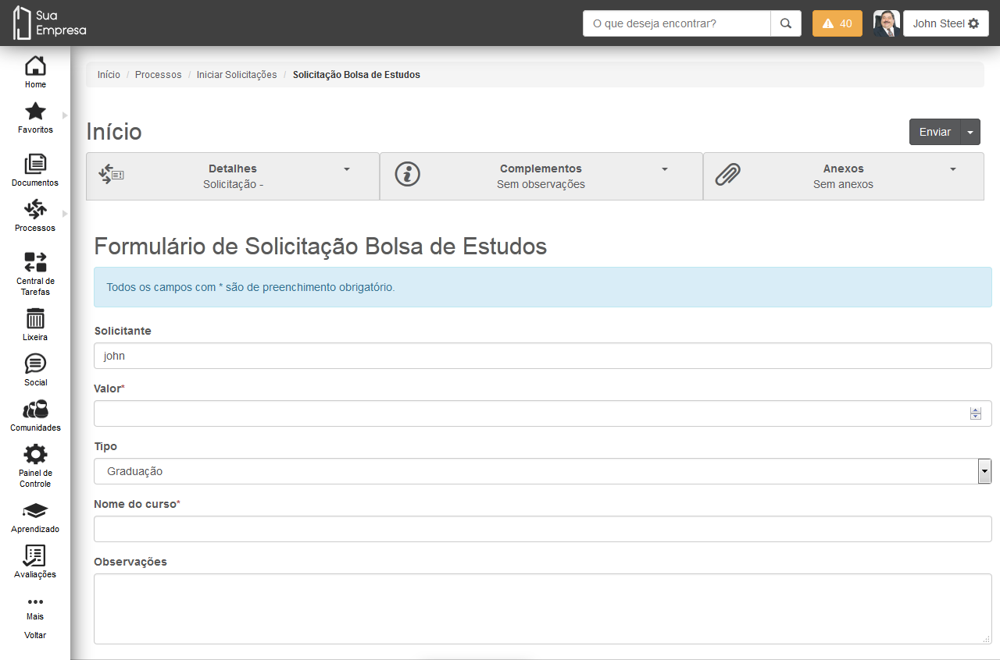 Sua
Empresa
O que deseja encontrar?
40
John Steel
Home
Favoritos
Documentos
Processos
Central de
Tarefas
Lixeira
Social
Comunidades
Painel de
Controle
Aprendizado
Avaliações
Mais
Voltar
Início / Processos / Iniciar Solicitações / Solicitação Bolsa de Estudos
Início
Enviar
Detalhes
Solicitação -
Complementos
Sem observações
Anexos
Sem anexos
Formulário de Solicitação Bolsa de Estudos
Todos os campos com * são de preenchimento obrigatório.
Solicitante
john
Valor*
Tipo
Graduação
Nome do curso*
Observações